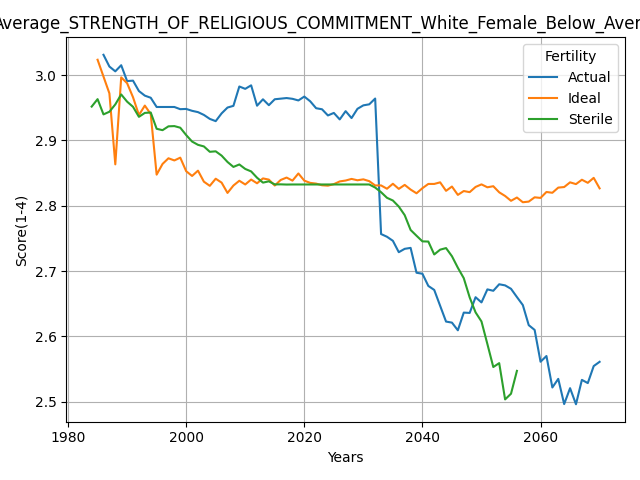 Average_STRENGTH_OF_RELIGIOUS_COMMITMENT_White_Female_Below_Aver
Fertility
Actual
Ideal
Sterile
Score(1-4)
3.0
2.9
2.8
2.7
2.6
2.5
1980 2000 2020 2040 2060
Years